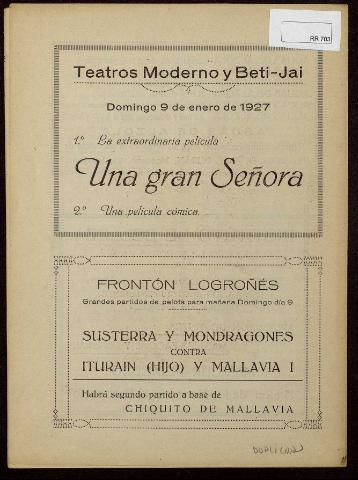 RR 703
Teatros Moderno y Beti-Jai
Domingo 9 de enero de 1927
1.º La extraordinaria película
Una gran Señora
2.º Una película cómica.
FRONTÓN LOGROÑÉS
Grandes partidos de pelota para mañana Domingo día 9
SUSTERRA Y MONDRAGONES
CONTRA
ITURAIN (HIJO) Y MALLAVIA I
Habrá segundo partido a base de
CHIQUITO DE MALLAVIA